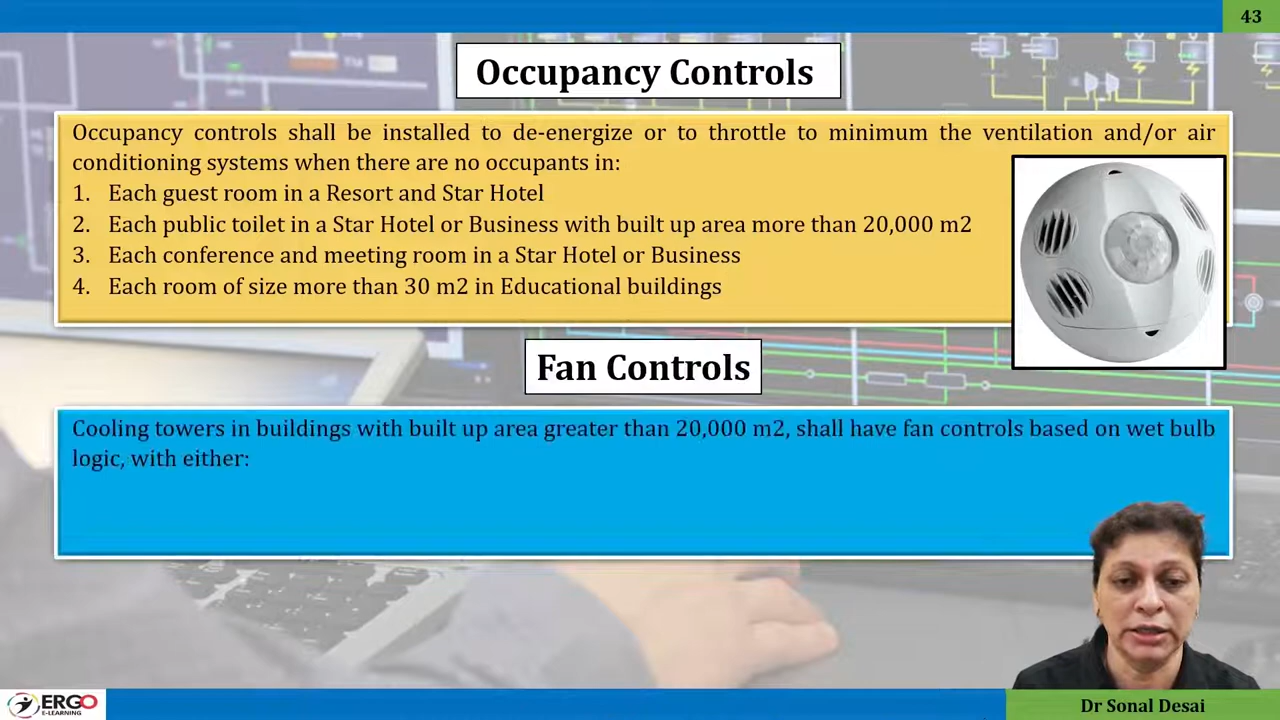 43
Occupancy Controls
Occupancy controls shall be installed to de-energize or to throttle to minimum the ventilation and/or air
conditioning systems when there are no occupants in:
1. Each guest room in a Resort and Star Hotel
2. Each public toilet in a Star Hotel or Business with built up area more than 20,000 m2
3. Each conference and meeting room in a Star Hotel or Business
4. Each room of size more than 30 m2 in Educational buildings
Fan Controls
Cooling towers in buildings with built up area greater than 20,000 m2, shall have fan controls based on wet bulb
logic, with either:
ERGO
E-LEARNING
Dr Sonal Desai